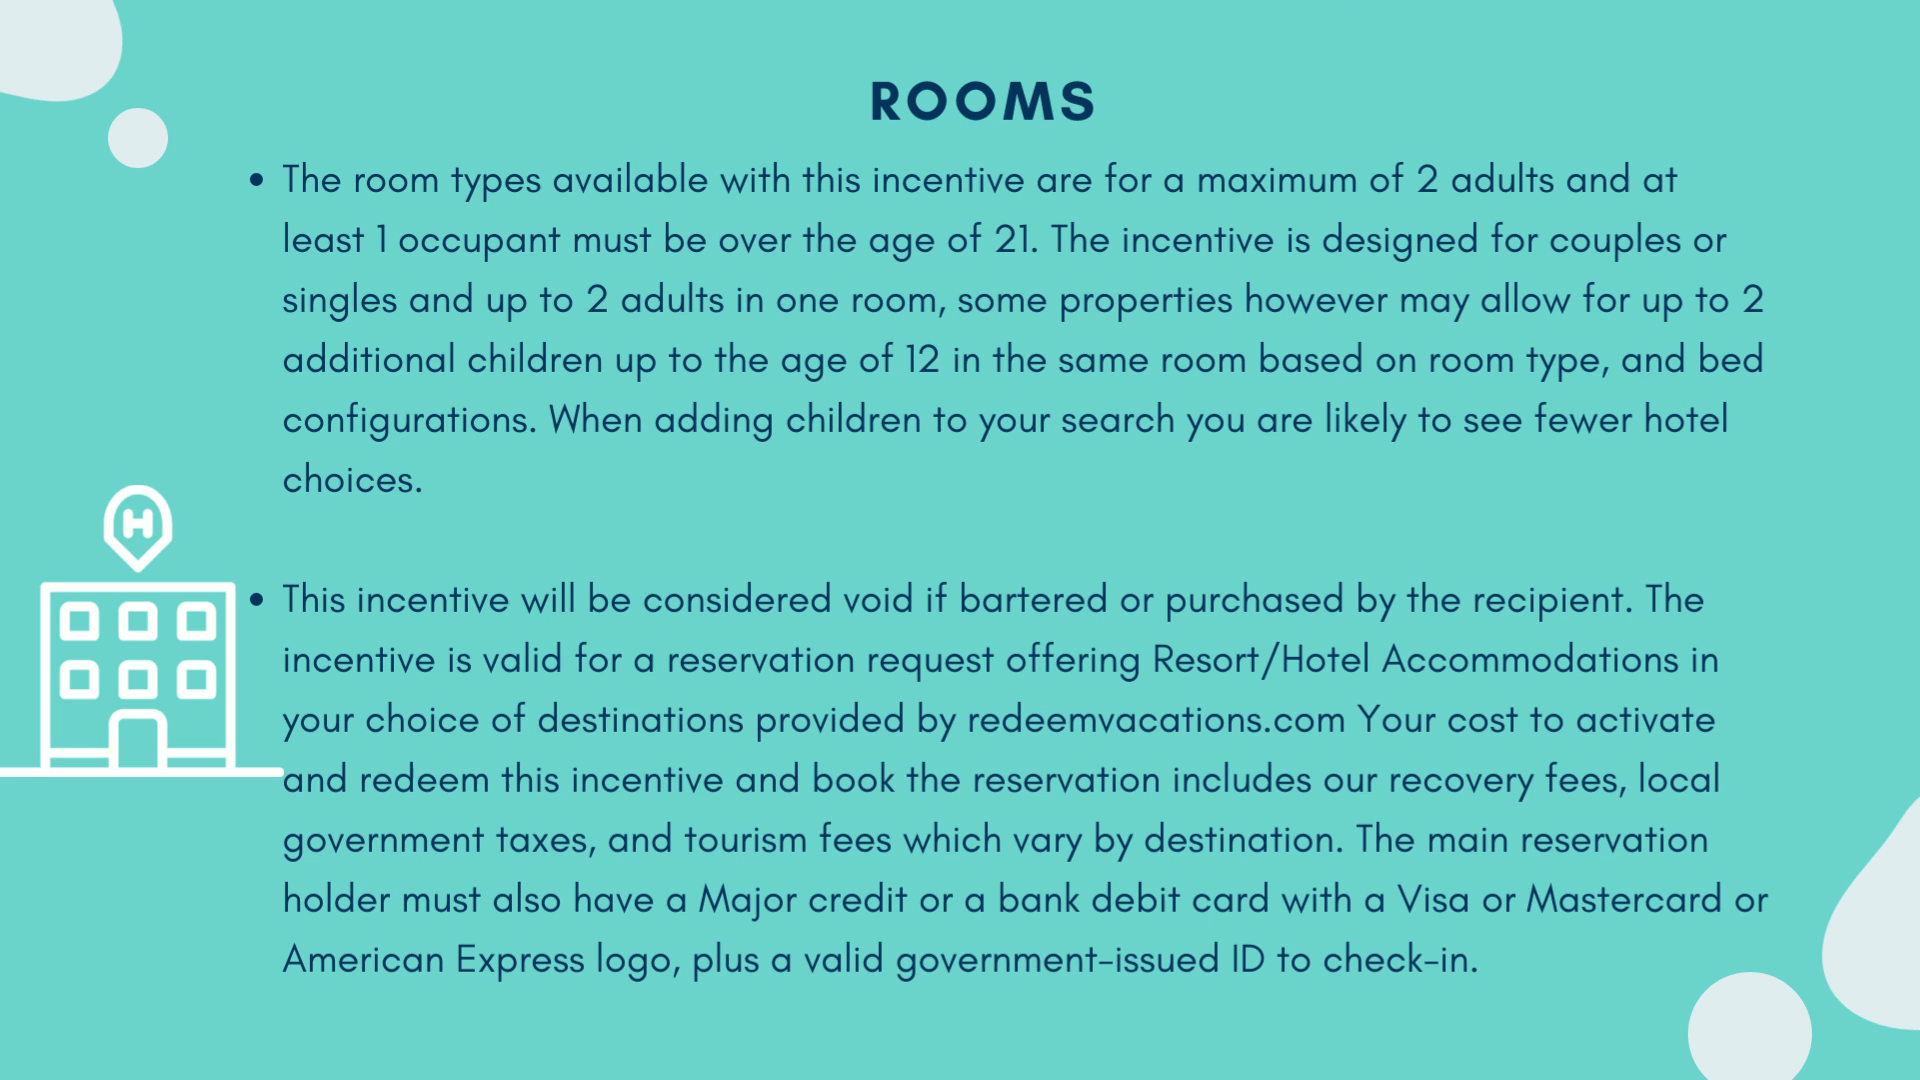 ROOMS
• The room types available with this incentive are for a maximum of 2 adults and at
least 1 occupant must be over the age of 21. The incentive is designed for couples or
singles and up to 2 adults in one room, some properties however may allow for up to 2
additional children up to the age of 12 in the same room based on room type, and bed
configurations. When adding children to your search you are likely to see fewer hotel
choices.
H
• This incentive will be considered void if bartered or purchased by the recipient. The
incentive is valid for a reservation request offering Resort/Hotel Accommodations in
your choice of destinations provided by redeemvacations.com Your cost to activate
and redeem this incentive and book the reservation includes our recovery fees, local
government taxes, and tourism fees which vary by destination. The main reservation
holder must also have a Major credit or a bank debit card with a Visa or Mastercard or
American Express logo, plus a valid government-issued ID to check-in.